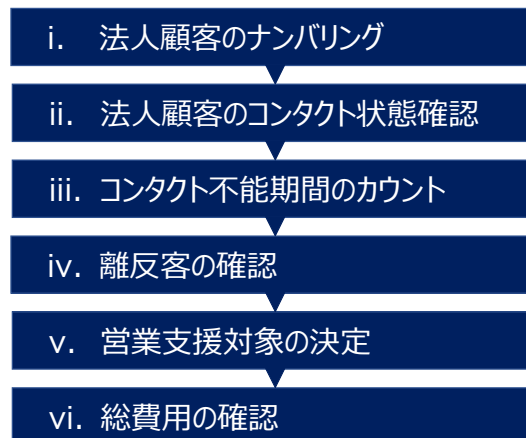 i. 法人顧客のナンバリング
ii. 法人顧客のコンタクト状態確認
iii. コンタクト不能期間のカウント
iv. 離反客の確認
v. 営業支援対象の決定
vi. 総費用の確認